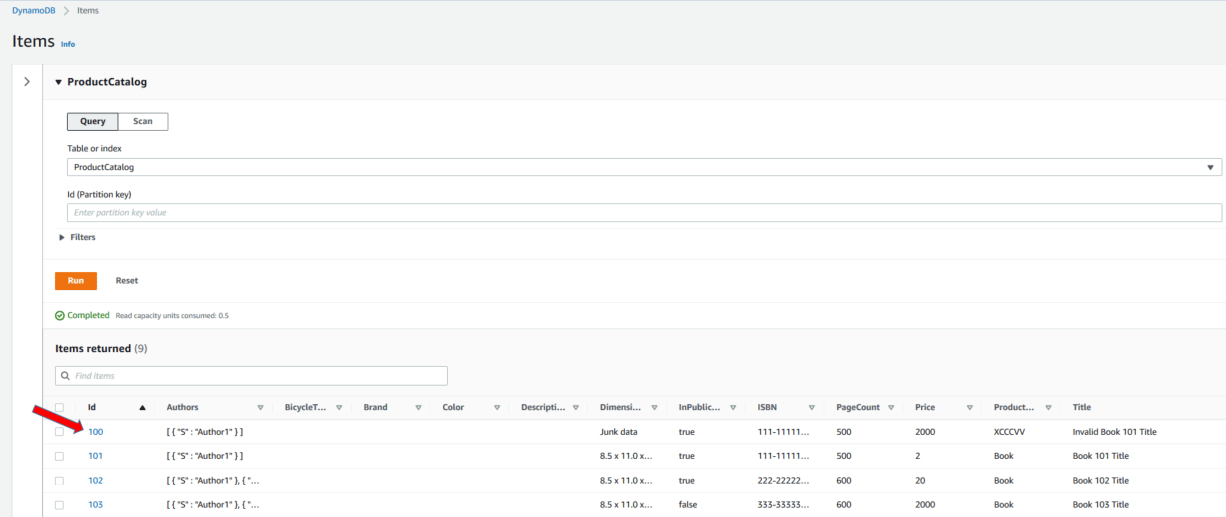 DynamoDB > Items
Items Info
ProductCatalog
Query Scan
Table or index
ProductCatalog
Id (Partition key)
Enter partition key value
Filters
Run Reset
Completed Read capacity units consumed: 0.5
Items returned (9)
Find items
Id Authors BicycleT... Brand Color Descripti... Dimensi... InPublic... ISBN PageCount Price Product... Title
100 [ { "S" : "Author1" } ] Junk data true 111-11111... 500 2000 XCCCVV Invalid Book 101 Title
101 [ { "S" : "Author1" } ] 8.5 x 11.0 x... true 111-11111... 500 2 Book Book 101 Title
102 [ { "S" : "Author1" }, { "... 8.5 x 11.0 x... true 222-22222... 600 20 Book Book 102 Title
103 [ { "S" : "Author1" }, { "... 8.5 x 11.0 x... false 333-33333... 600 2000 Book Book 103 Title